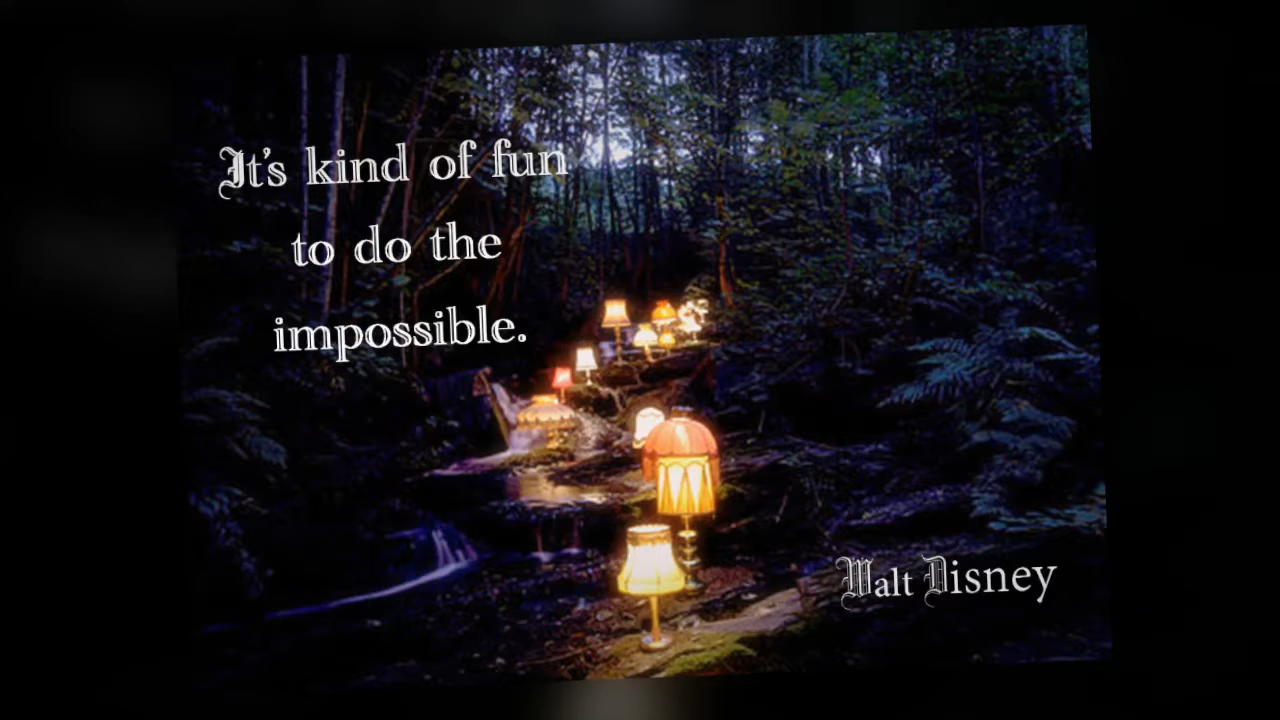 It's kind of fun
to do the
impossible.
Walt Disney